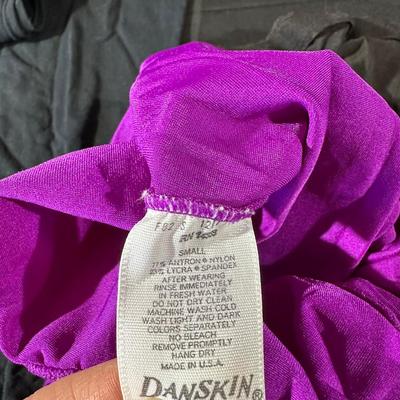 SMALL
77% ANTRON® NYLON
23% LYCRA® SPANDEX
AFTER WEARING
RINSE IMMEDIATELY
IN FRESH WATER
DO NOT DRY CLEAN
MACHINE WASH COLD
WASH LIGHT AND DARK
COLORS SEPARATELY
NO BLEACH
REMOVE PROMPTLY
HANG DRY
MADE IN U.S.A.
DANSKIN®